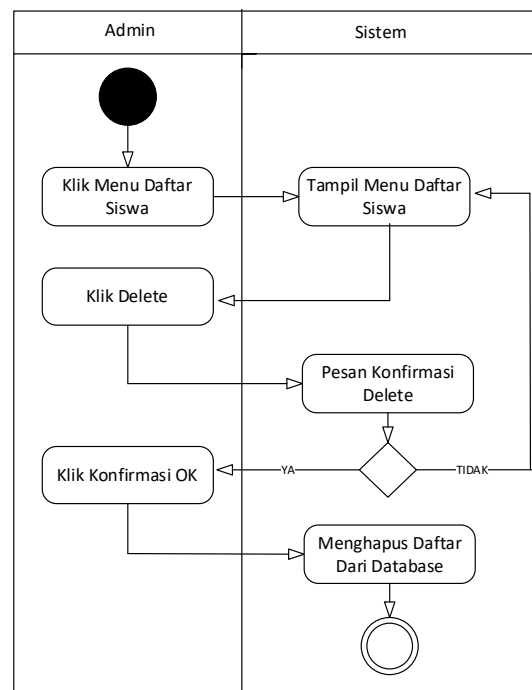 Admin
Sistem
Klik Menu Daftar
Siswa
Tampil Menu Daftar
Siswa
Klik Delete
Pesan Konfirmasi
Delete
YA
TIDAK
Klik Konfirmasi OK
Menghapus Daftar
Dari Database